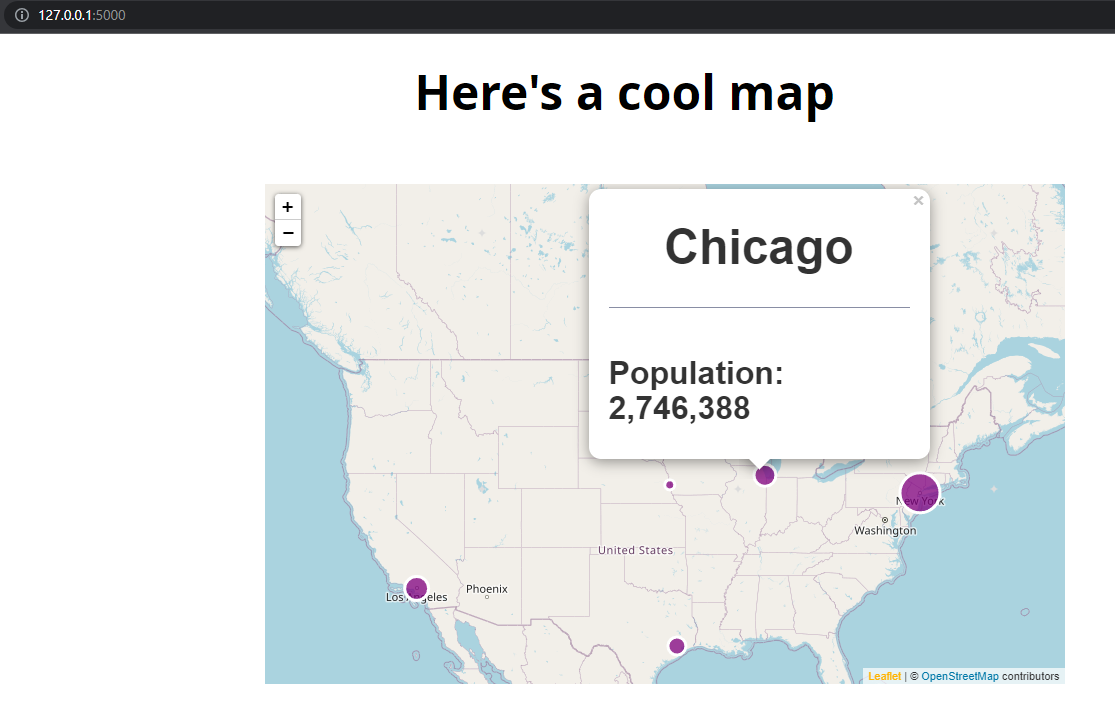 127.0.0.1:5000
Here's a cool map
+
−
×
Chicago
Population:
2,746,388
New York
Washington
United States
Phoenix
Los Angeles
Leaflet | © OpenStreetMap contributors